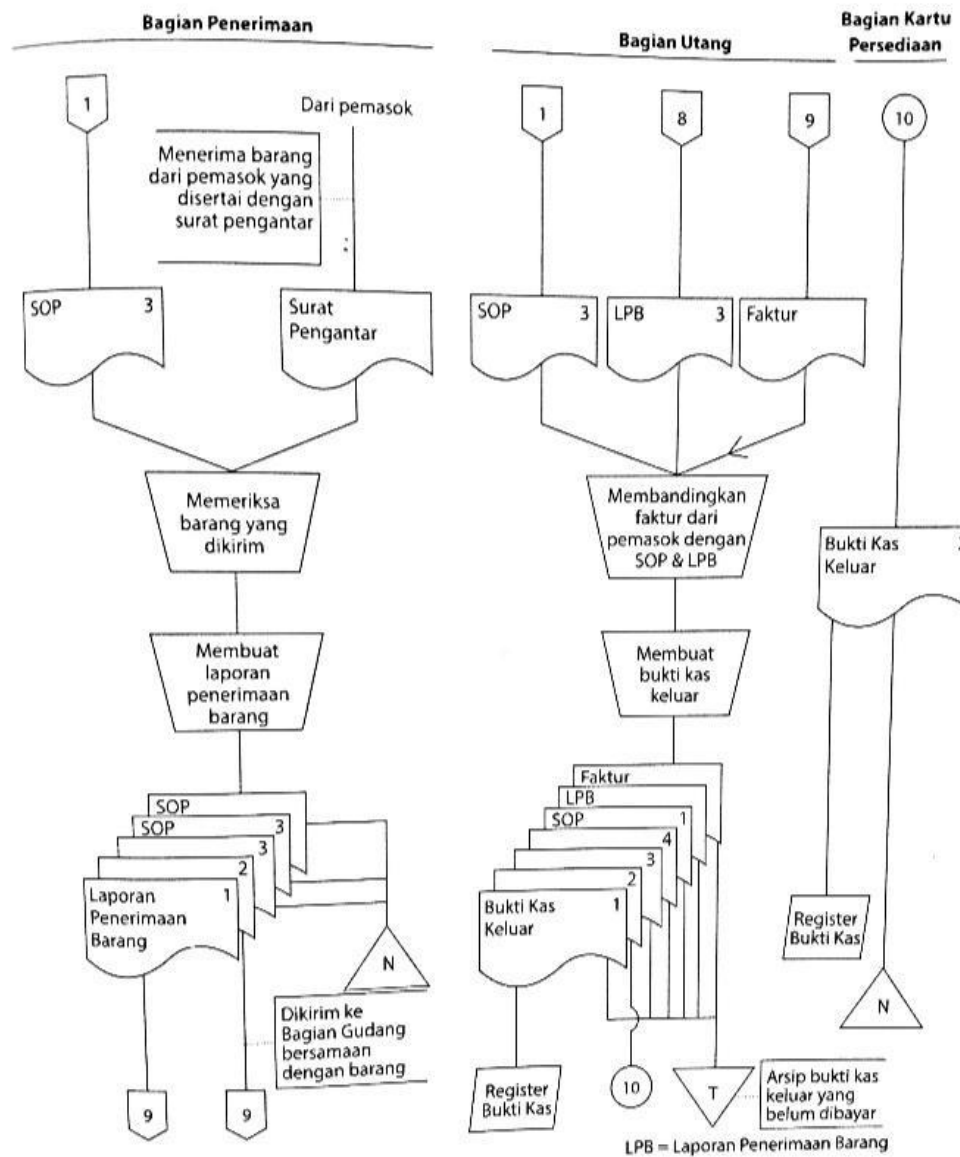 Bagian Penerimaan
1
Dari pemasok
Menerima barang
dari pemasok yang
disertai dengan
surat pengantar
SOP 3
Surat
Pengantar
Memeriksa
barang yang
dikirim
Membuat
laporan
penerimaan
barang
SOP
SOP 3
3
2
Laporan 1
Penerimaan
Barang
N
Dikirim ke
Bagian Gudang
bersamaan
dengan barang
9
9
Bagian Utang
1
8
9
SOP 3
LPB 3
Faktur
Membandingkan
faktur dari
pemasok dengan
SOP & LPB
Membuat
bukti kas
keluar
Faktur
LPB
SOP 1
4
3
2
Bukti Kas 1
Keluar
Register
Bukti Kas
10
T
Arsip bukti kas
keluar yang
belum dibayar
LPB = Laporan Penerimaan Barang
Bagian Kartu
Persediaan
10
Bukti Kas
Keluar
Register
Bukti Kas
N